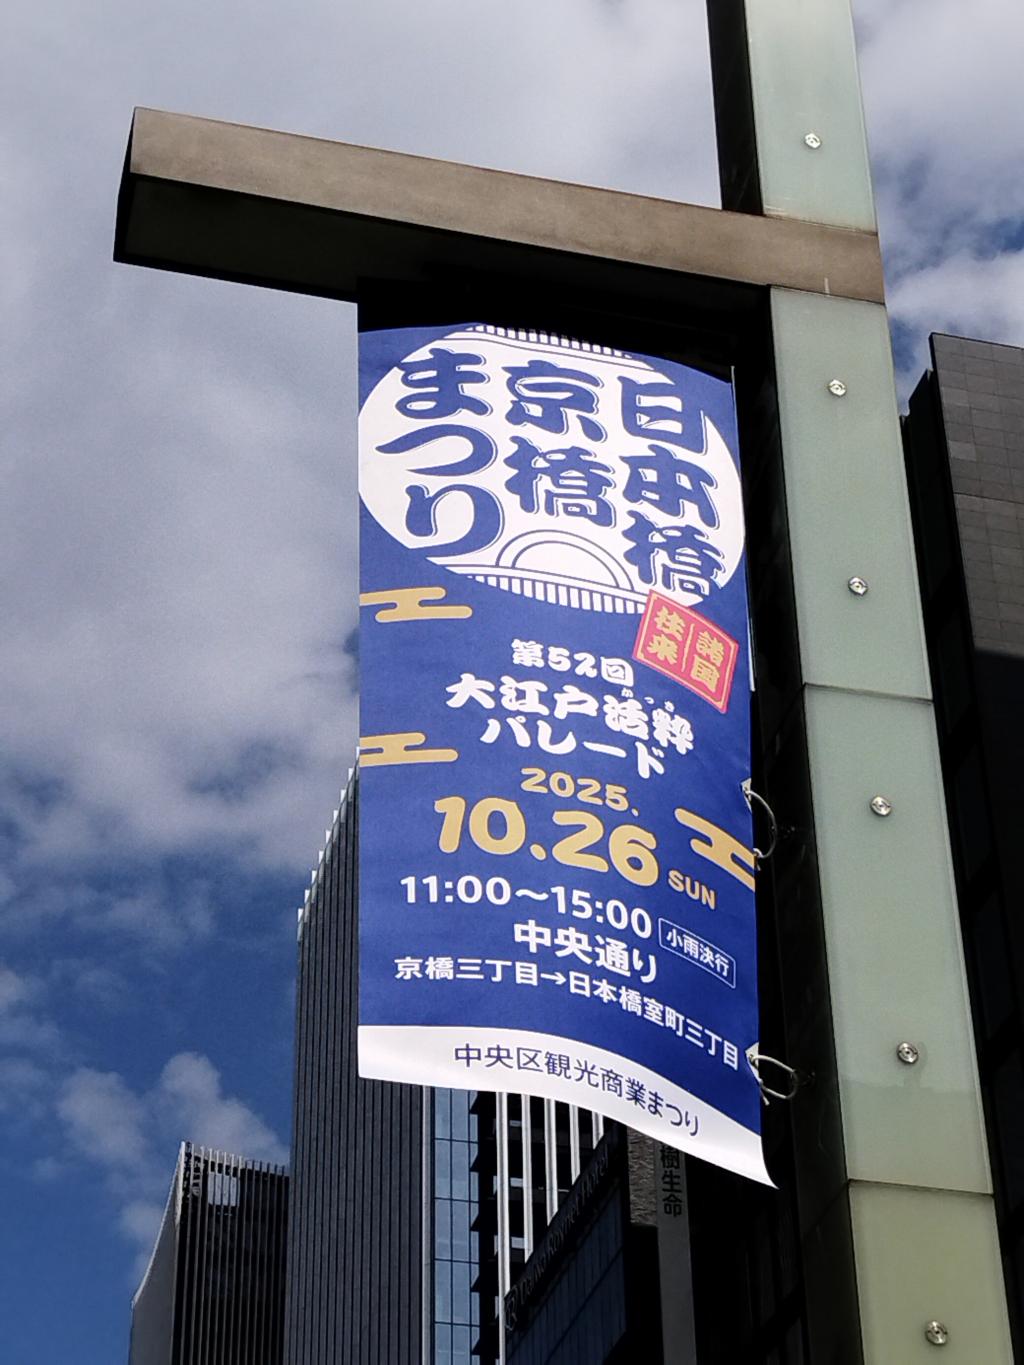 日本橋
京橋
まつり
諸国
往来
第52回
大江戸活粋
かっき
パレード
2025.
10.26 SUN
11:00～15:00
中央通り 小雨決行
京橋三丁目→日本橋室町三丁目
中央区観光商業まつり
樹生命